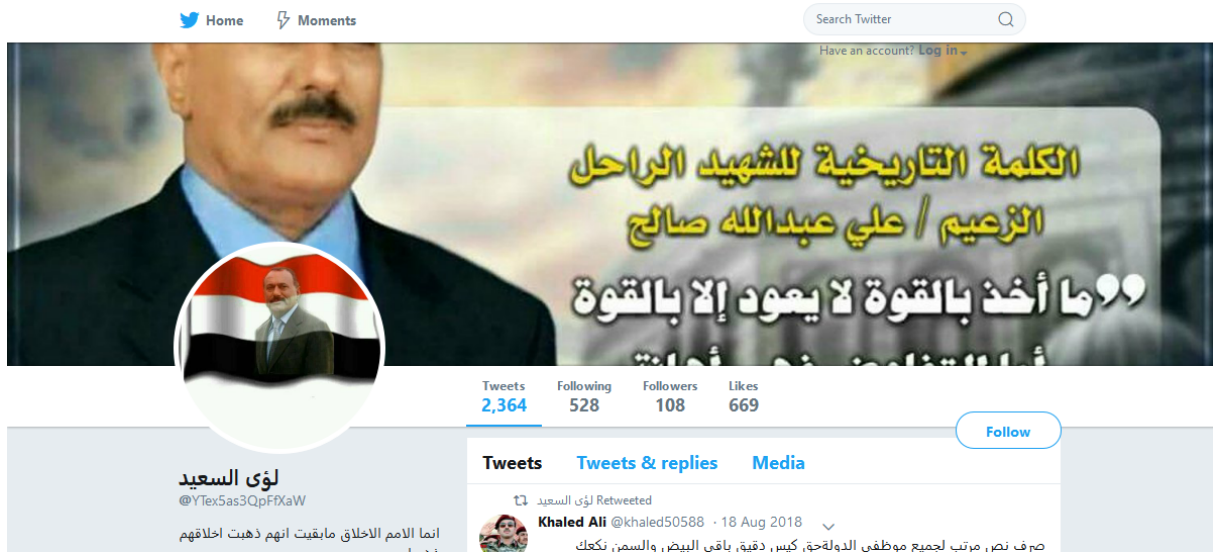 Home
Moments
Search Twitter
Have an account? Log in
الكلمة التاريخية للشهيد الراحل
الزعيم / علي عبدالله صالح
”ما أخذ بالقوة لا يعود إلا بالقوة
Tweets Following Followers Likes
2,364 528 108 669
Follow
لؤى السعيد
@YTex5as3QpFfXaW
انما الامم الاخلاق مابقيت انهم ذهبت اخلاقهم
Tweets Tweets & replies Media
لؤى السعيد Retweeted
Khaled Ali @khaled50588 · 18 Aug 2018
صرف نص مرتب لجميع موظفي الدولةحق كيس دقيق باقي البيض والسمن نكعك